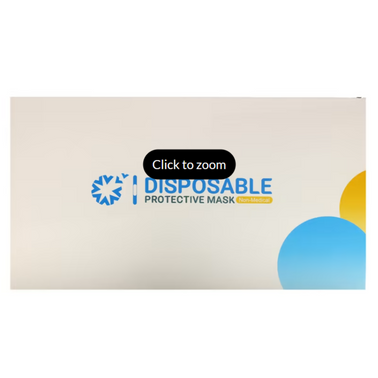 Click to zoom
DISPOSABLE
PROTECTIVE MASK Non-Medical